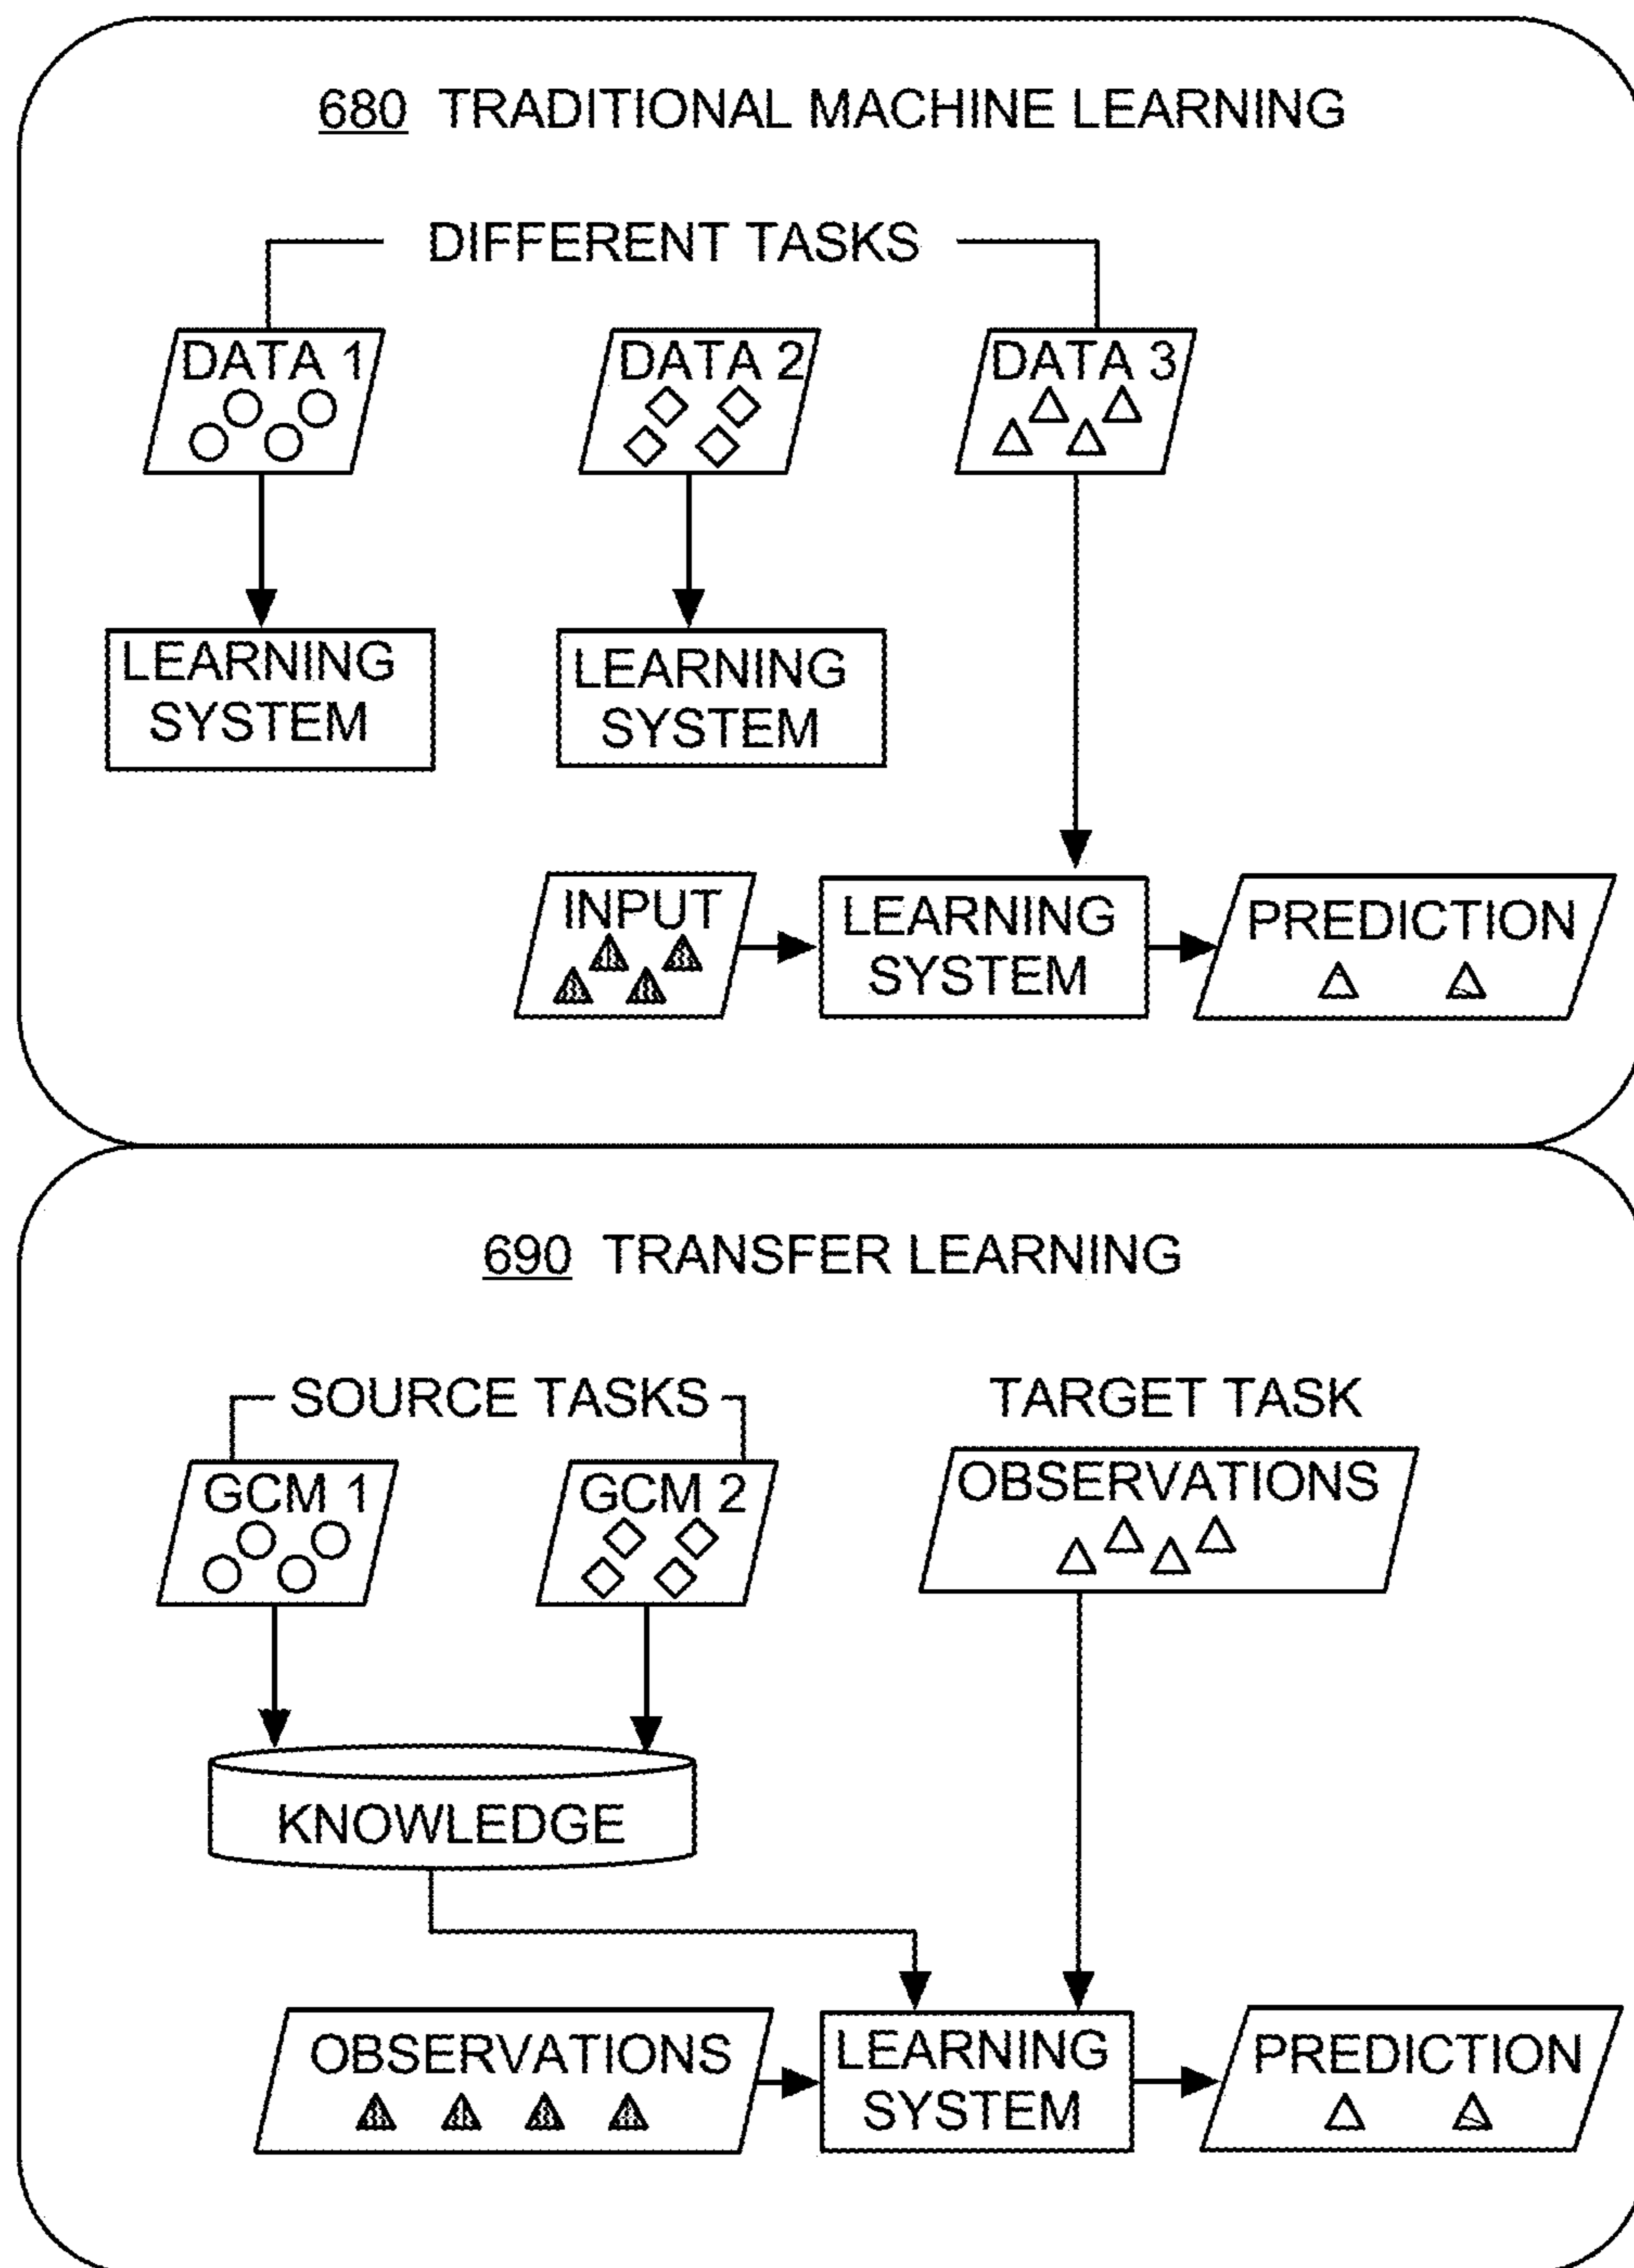 680 TRADITIONAL MACHINE LEARNING
DIFFERENT TASKS
DATA 1
DATA 2
DATA 3
LEARNING
SYSTEM
LEARNING
SYSTEM
INPUT
LEARNING
SYSTEM
PREDICTION
690 TRANSFER LEARNING
SOURCE TASKS
TARGET TASK
GCM 1
GCM 2
OBSERVATIONS
KNOWLEDGE
OBSERVATIONS
LEARNING
SYSTEM
PREDICTION